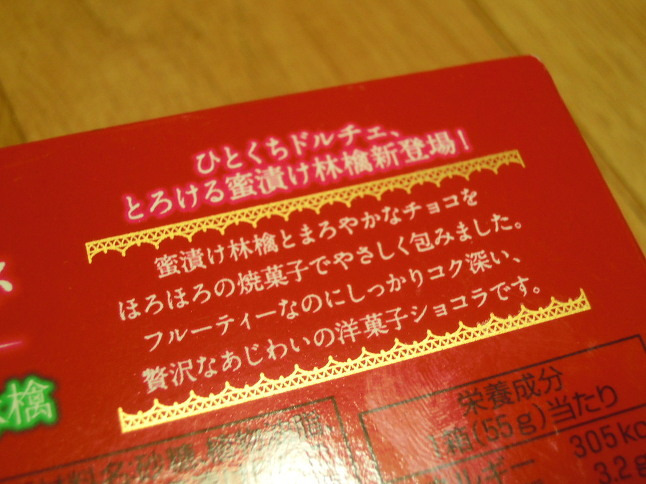 ひとくちドルチェ、
とろける蜜漬け林檎新登場!
蜜漬け林檎とまろやかなチョコを
ほろほろの焼菓子でやさしく包みました。
フルーティーなのにしっかりコク深い、
贅沢なあじわいの洋菓子ショコラです。
ス
林檎
栄養成分
1箱(55g)当たり
305kc
3.2g